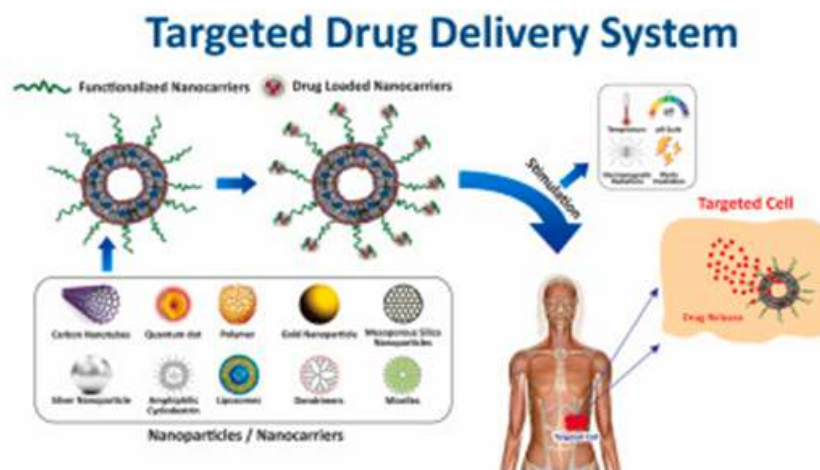 Targeted Drug Delivery System
Functionalized Nanocarriers
Drug Loaded Nanocarriers
Temperature
pH
Stimulation
Targeted Cell
Drug Release
Carbon Nanotubes
Quantum dot
Polymer
Gold Nanoparticle
Mesoporous Silica
Nanoparticles
Silver Nanoparticle
Amphiphilic
Cyclodextrin
Liposomes
Dendrimers
Micelles
Nanoparticles / Nanocarriers